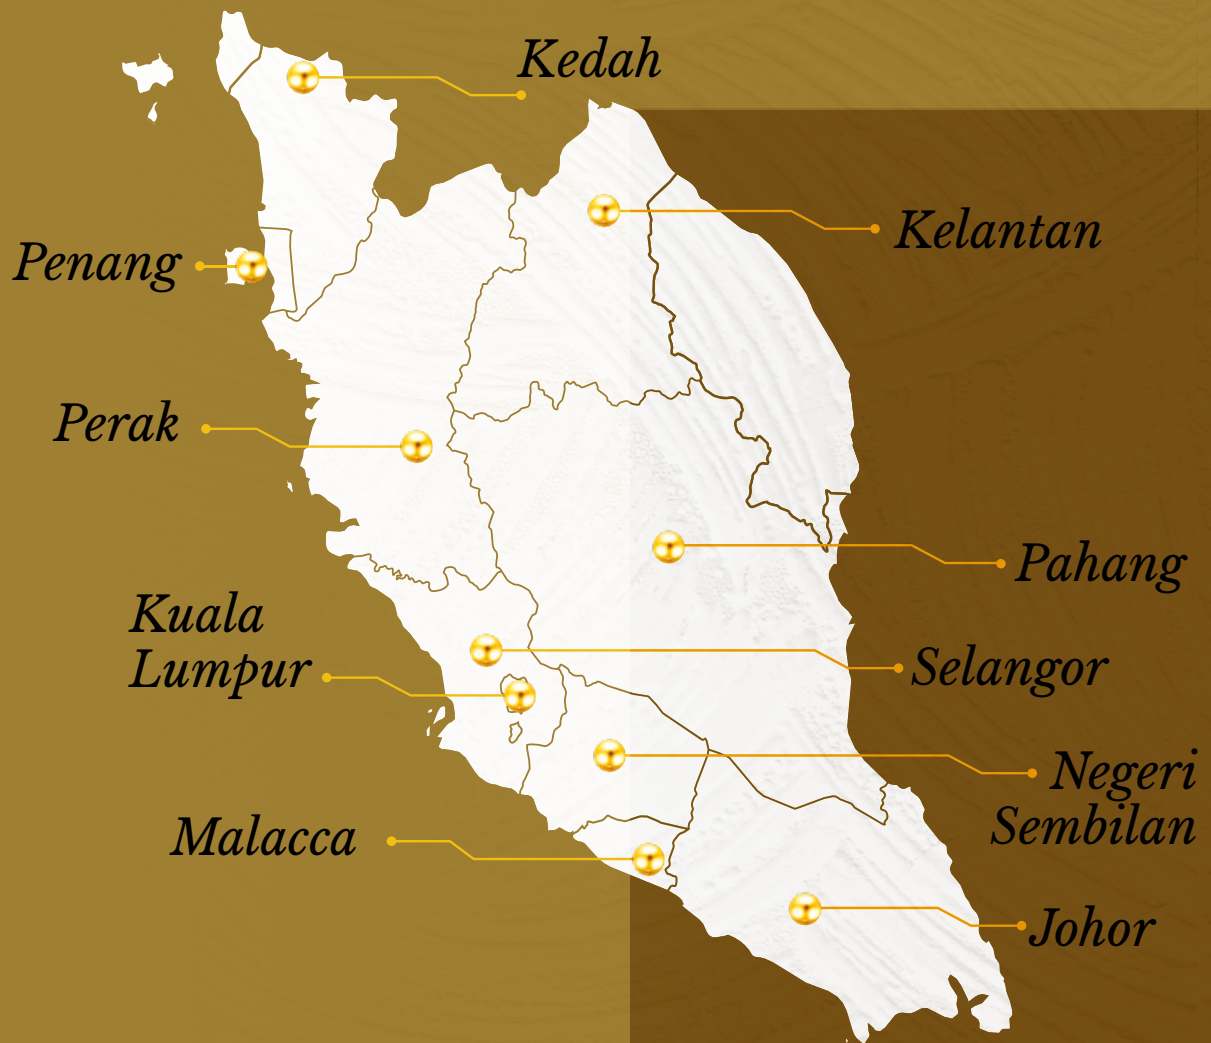 Kedah
Kelantan
Penang
Perak
Pahang
Kuala
Lumpur
Selangor
Negeri
Sembilan
Malacca
Johor